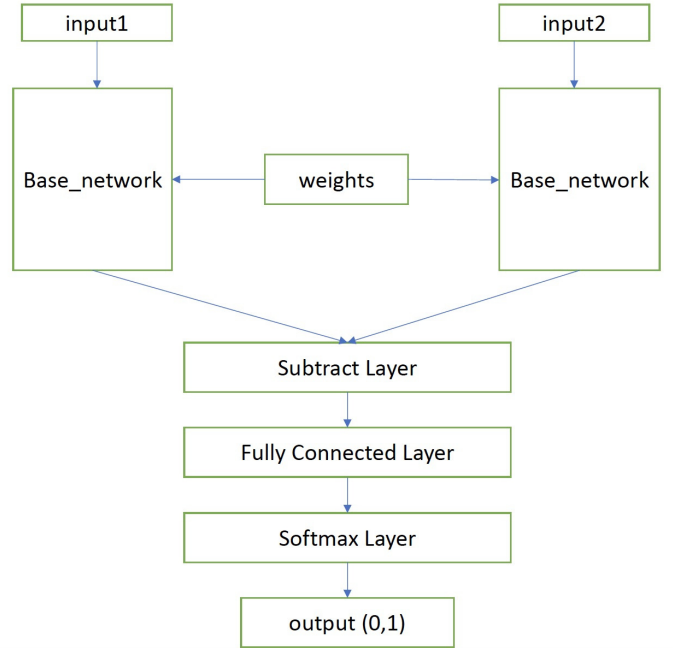 input1
input2
Base_network
weights
Base_network
Subtract Layer
Fully Connected Layer
Softmax Layer
output (0,1)